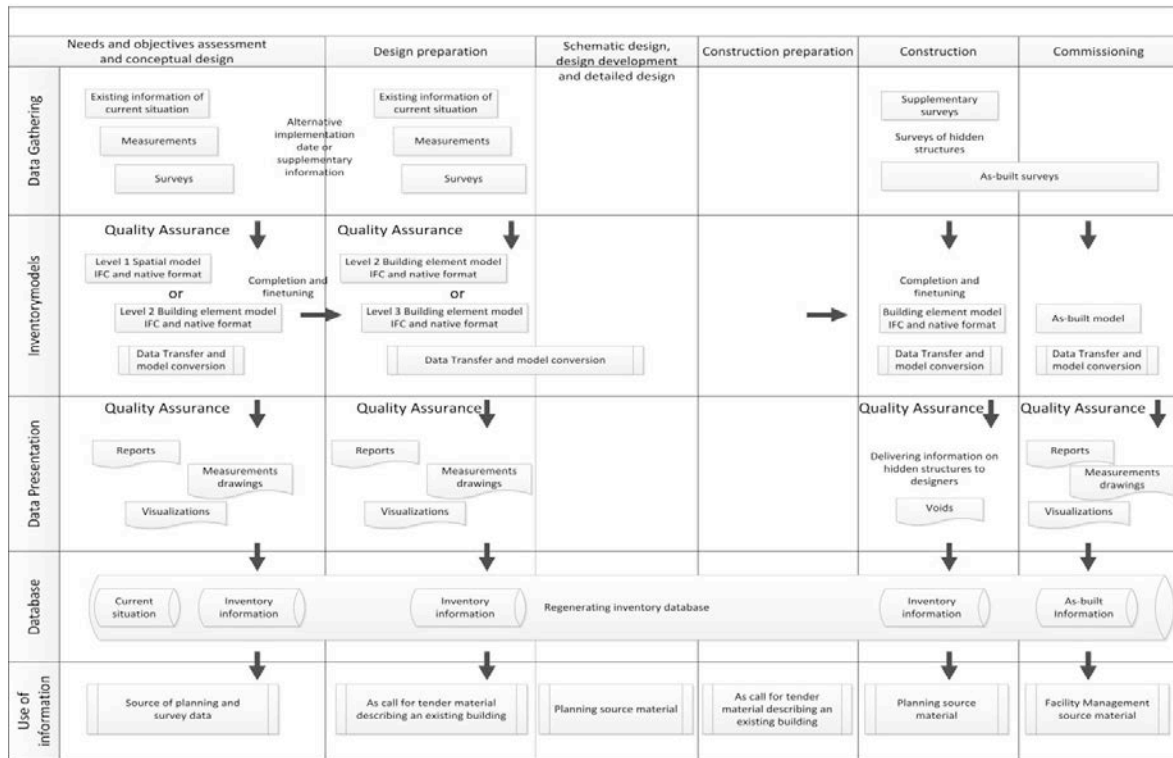 Needs and objectives assessment
and conceptual design
Design preparation
Schematic design,
design development
and detailed design
Construction preparation
Construction
Commissioning
Data Gathering
Existing information of
current situation
Measurements
Surveys
Alternative
implementation
date or
supplementary
information
Existing information of
current situation
Measurements
Surveys
Supplementary
surveys
Surveys of hidden
structures
As-built surveys
Inventorymodels
Quality Assurance
Level 1 Spatial model
IFC and native format
or
Level 2 Building element model
IFC and native format
Data Transfer and
model conversion
Completion and
finetuning
Quality Assurance
Level 2 Building element model
IFC and native format
or
Level 3 Building element model
IFC and native format
Data Transfer and model conversion
Completion and
finetuning
Building element model
IFC and native format
Data Transfer and
model conversion
As-built model
Data Transfer and
model conversion
Data Presentation
Quality Assurance
Reports
Measurements
drawings
Visualizations
Quality Assurance
Reports
Measurements
drawings
Visualizations
Quality Assurance
Delivering information on
hidden structures to
designers
Voids
Quality Assurance
Reports
Measurements
drawings
Visualizations
Database
Current
situation
Inventory
information
Inventory
information
Regenerating inventory database
Inventory
information
As-built
Information
Use of
information
Source of planning and
survey data
As call for tender material
describing an existing building
Planning source material
As call for tender
material describing an
existing building
Planning source
material
Facility Management
source material